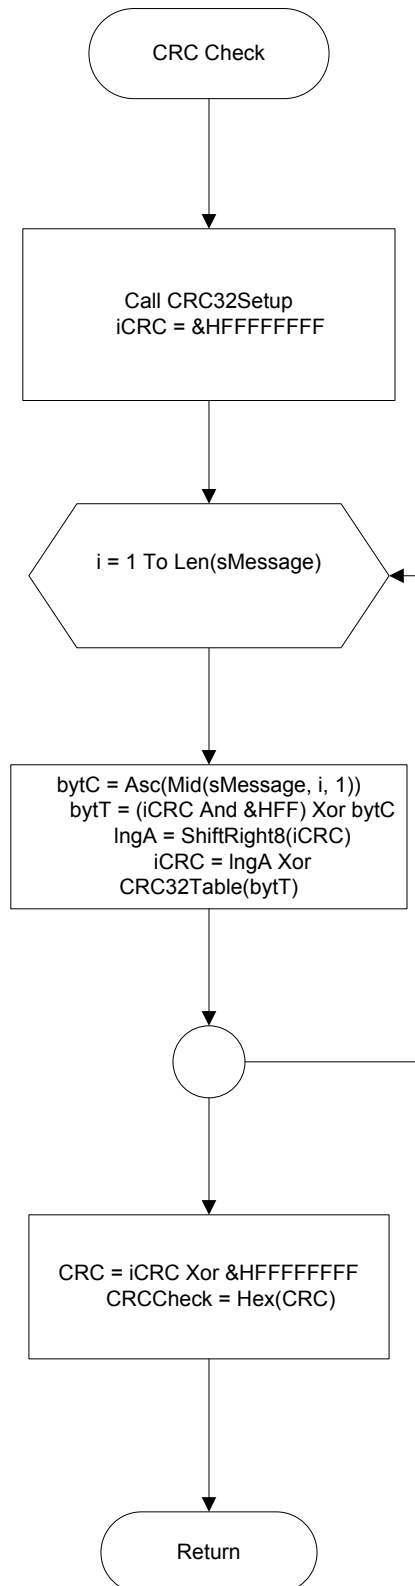 CRC Check
Call CRC32Setup
iCRC = &HFFFFFFFF
i = 1 To Len(sMessage)
bytC = Asc(Mid(sMessage, i, 1))
bytT = (iCRC And &HFF) Xor bytC
lngA = ShiftRight8(iCRC)
iCRC = lngA Xor
CRC32Table(bytT)
CRC = iCRC Xor &HFFFFFFFF
CRCCheck = Hex(CRC)
Return